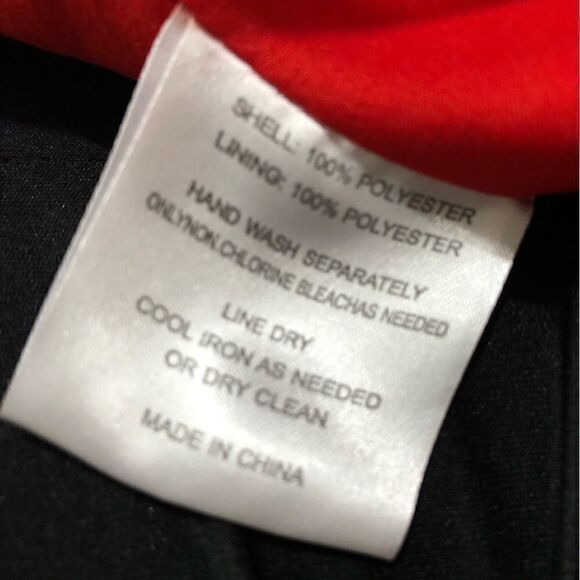 SHELL: 100% POLYESTER
LINING: 100% POLYESTER
HAND WASH SEPARATELY
ONLYNON.CHLORINE BLEACHAS NEEDED
LINE DRY
COOL IRON AS NEEDED
OR DRY CLEAN
MADE IN CHINA